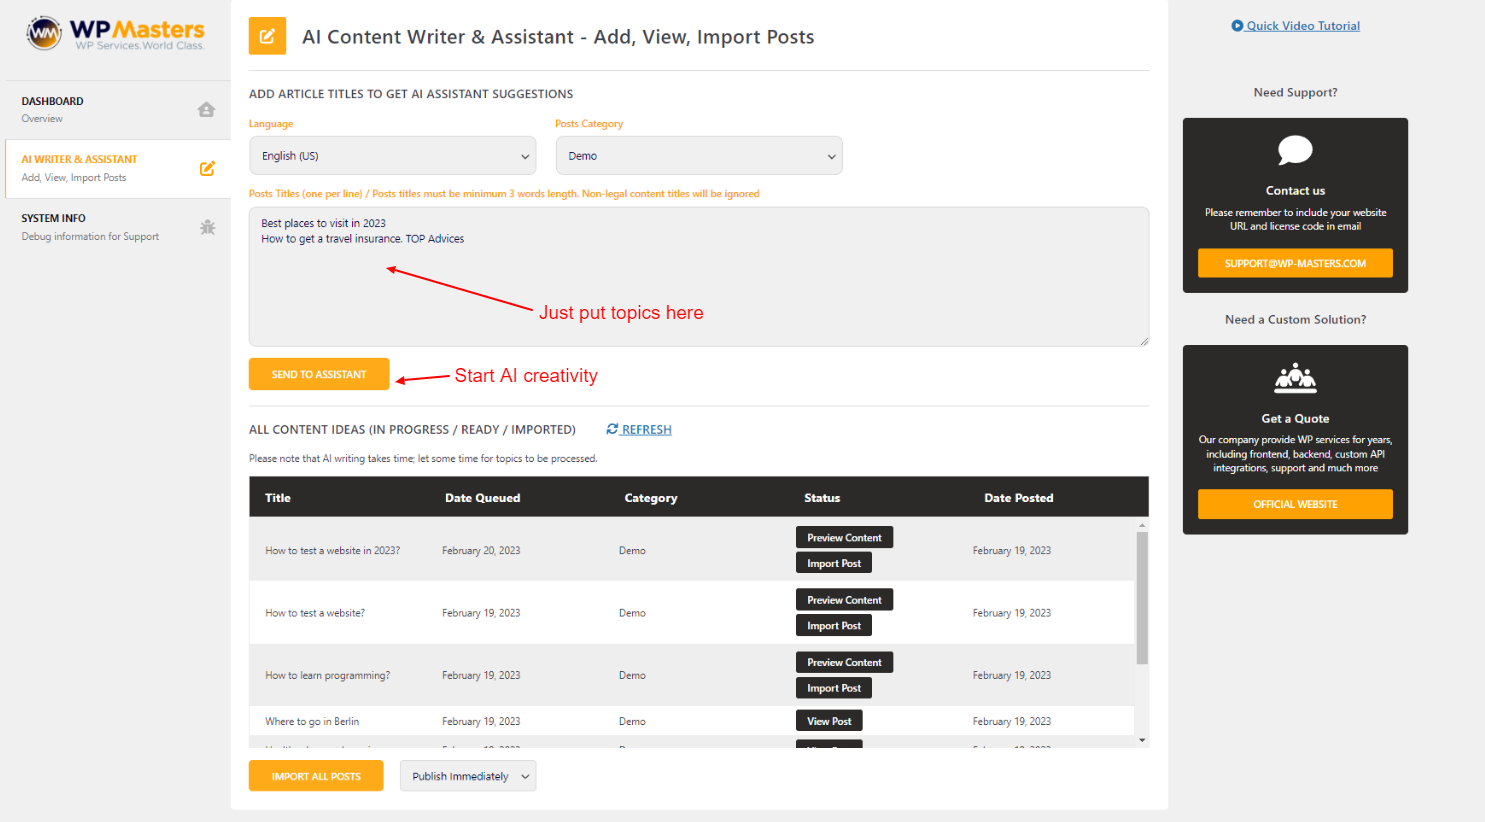 WPMasters
WP Services. World Class.
DASHBOARD
Overview
AI WRITER & ASSISTANT
Add, View, Import Posts
SYSTEM INFO
Debug information for Support
AI Content Writer & Assistant - Add, View, Import Posts
ADD ARTICLE TITLES TO GET AI ASSISTANT SUGGESTIONS
Language
Posts Category
English (US)
Demo
Posts Titles (one per line) / Posts titles must be minimum 3 words length. Non-legal content titles will be ignored
Best places to visit in 2023
How to get a travel insurance. TOP Advices
Just put topics here
SEND TO ASSISTANT
Start AI creativity
ALL CONTENT IDEAS (IN PROGRESS / READY / IMPORTED)
REFRESH
Please note that AI writing takes time; let some time for topics to be processed.
Title Date Queued Category Status Date Posted
How to test a website in 2023? February 20, 2023 Demo Preview Content Import Post February 19, 2023
How to test a website? February 19, 2023 Demo Preview Content Import Post February 19, 2023
How to learn programming? February 19, 2023 Demo Preview Content Import Post February 19, 2023
Where to go in Berlin February 19, 2023 Demo View Post February 19, 2023
IMPORT ALL POSTS
Publish Immediately
Quick Video Tutorial
Need Support?
Contact us
Please remember to include your website
URL and license code in email
SUPPORT@WP-MASTERS.COM
Need a Custom Solution?
Get a Quote
Our company provide WP services for years,
including frontend, backend, custom API
integrations, support and much more
OFFICIAL WEBSITE